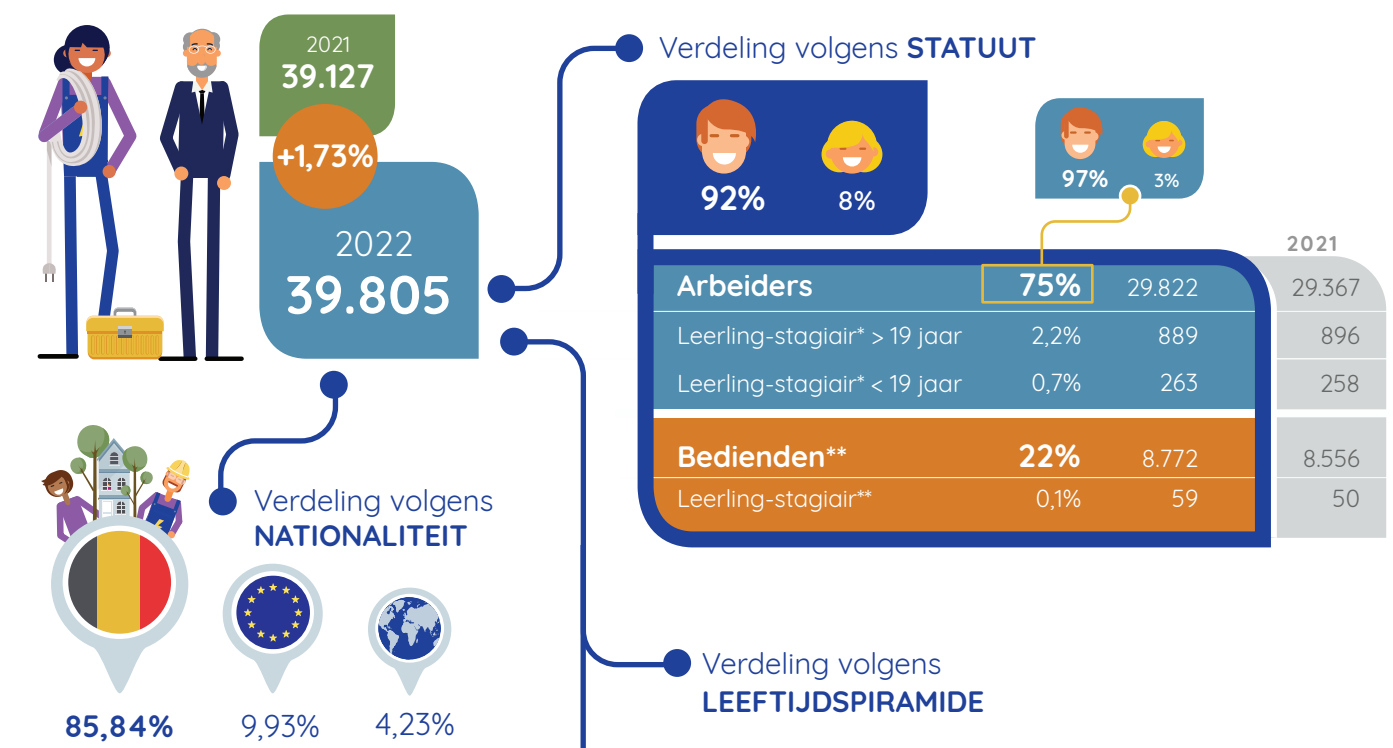 2021
39.127
+1,73%
2022
39.805
Verdeling volgens STATUUT
92%
8%
97%
3%
2021
Arbeiders 75% 29.822 29.367
Leerling-stagiair* > 19 jaar 2,2% 889 896
Leerling-stagiair* < 19 jaar 0,7% 263 258
Bedienden** 22% 8.772 8.556
Leerling-stagiair** 0,1% 59 50
Verdeling volgens
NATIONALITEIT
85,84%
9,93%
4,23%
Verdeling volgens
LEEFTIJDSPIRAMIDE